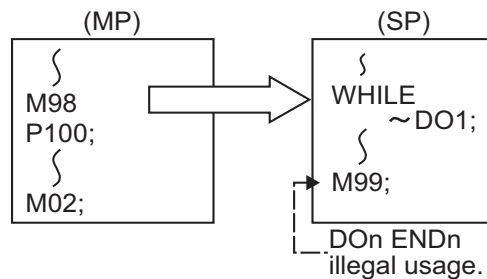 (MP)
M98
P100;
M02;
(SP)
WHILE
~DO1;
M99;
DOn ENDn
illegal usage.